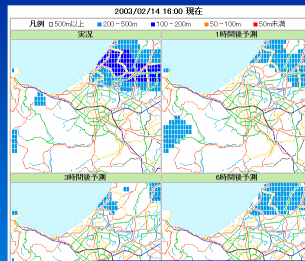 2003/02/14 16:00 現在
凡例 □500m以上 ■200-500m ■100-200m ■50-100m ■50m未満
実況 1時間後予測
3時間後予測 6時間後予測